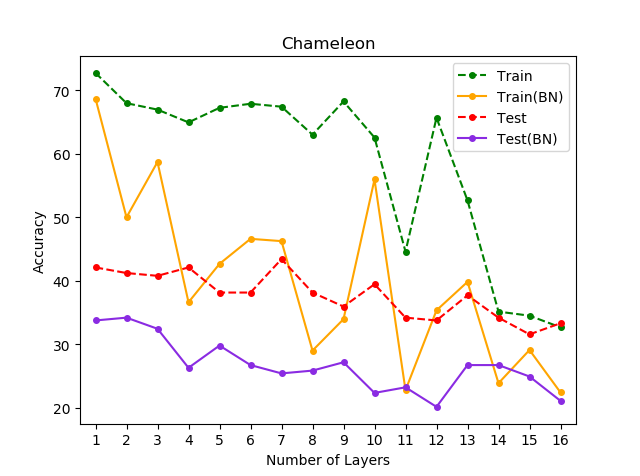 Chameleon
Train
Train(BN)
Test
Test(BN)
70
60
50
40
30
20
Accuracy
1 2 3 4 5 6 7 8 9 10 11 12 13 14 15 16
Number of Layers